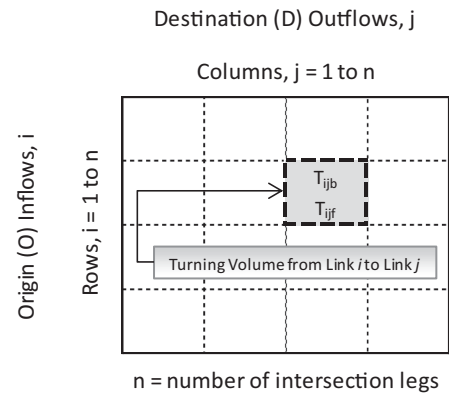 Destination (D) Outflows, j
Columns, j = 1 to n
Origin (O) Inflows, i
Rows, i = 1 to n
T_ijb
T_ijf
Turning Volume from Link i to Link j
n = number of intersection legs